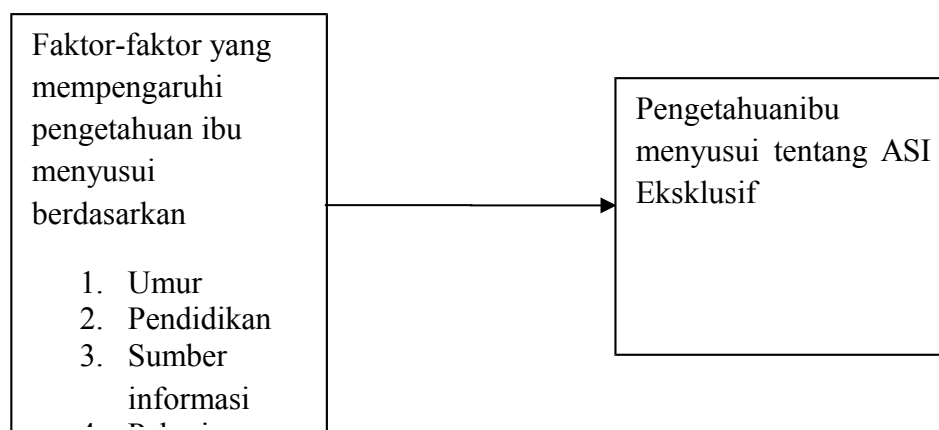 Faktor-faktor yang
mempengaruhi
pengetahuan ibu
menyusui
berdasarkan
1. Umur
2. Pendidikan
3. Sumber
informasi
Pengetahuanibu
menyusui tentang ASI
Eksklusif